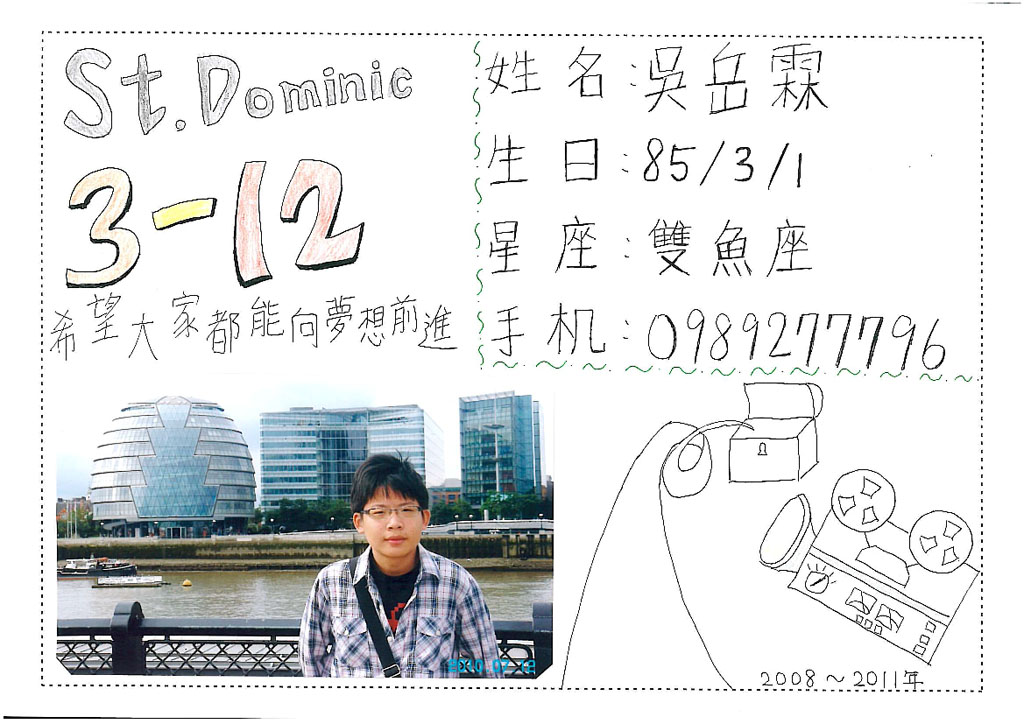 St. Dominic
3-12
希望大家都能向夢想前進
姓名：吳岳霖
生日：85/3/1
星座：雙魚座
手机：0989277796
2010 07 12
2008～2011年